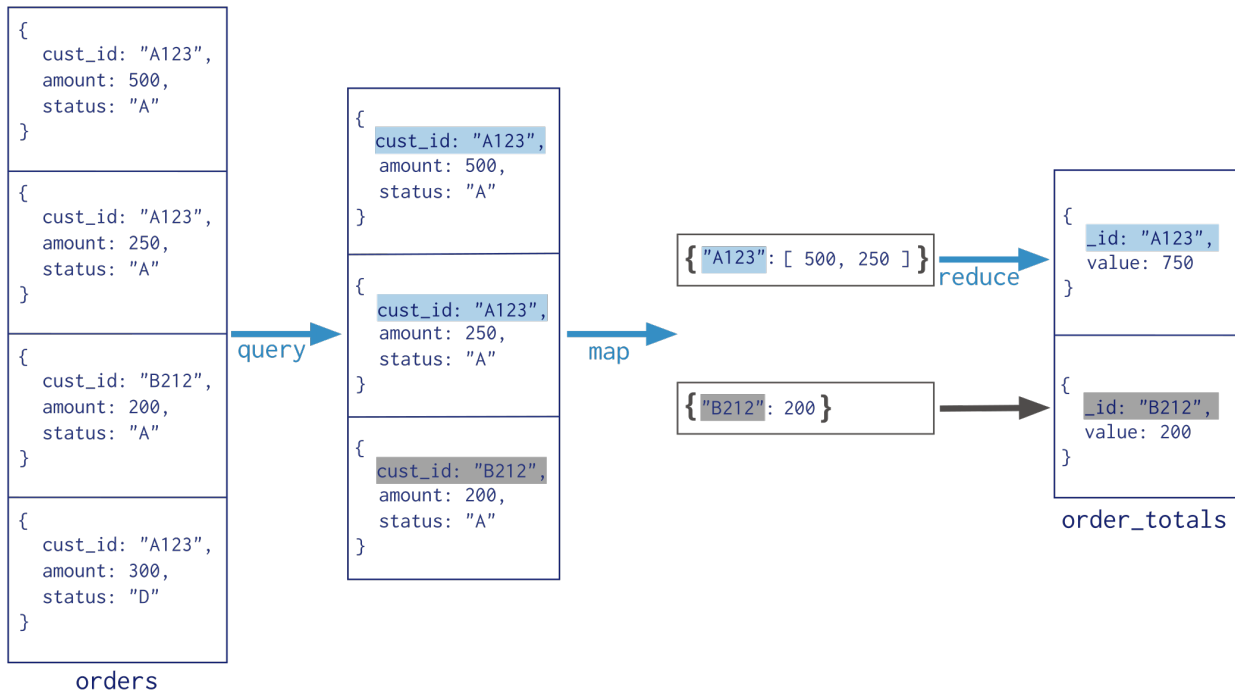 {
cust_id: "A123",
amount: 500,
status: "A"
}
{
cust_id: "A123",
amount: 250,
status: "A"
}
{
cust_id: "B212",
amount: 200,
status: "A"
}
{
cust_id: "A123",
amount: 300,
status: "D"
}
orders
query
{
cust_id: "A123",
amount: 500,
status: "A"
}
{
cust_id: "A123",
amount: 250,
status: "A"
}
{
cust_id: "B212",
amount: 200,
status: "A"
}
map
{ "A123": [ 500, 250 ] }
reduce
{ "B212": 200 }
{
_id: "A123",
value: 750
}
{
_id: "B212",
value: 200
}
order_totals